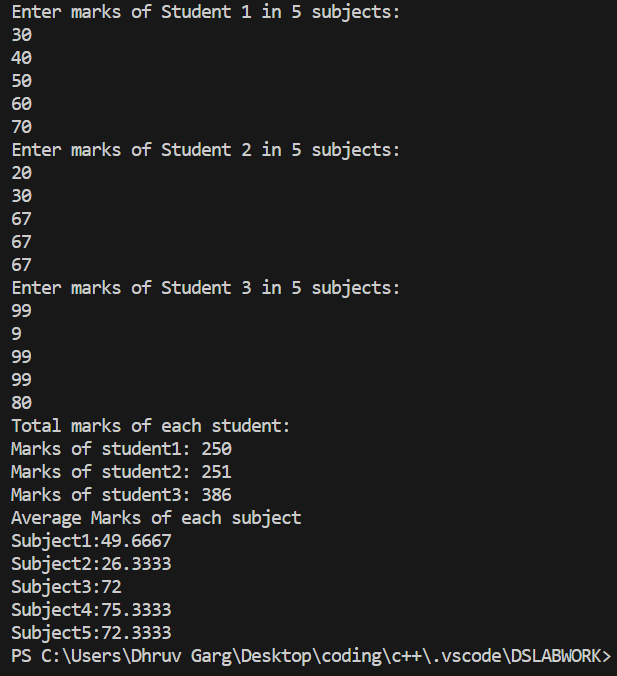 Enter marks of Student 1 in 5 subjects:
30
40
50
60
70
Enter marks of Student 2 in 5 subjects:
20
30
67
67
67
Enter marks of Student 3 in 5 subjects:
99
9
99
99
80
Total marks of each student:
Marks of student1: 250
Marks of student2: 251
Marks of student3: 386
Average Marks of each subject
Subject1:49.6667
Subject2:26.3333
Subject3:72
Subject4:75.3333
Subject5:72.3333
PS C:\Users\Dhruv Garg\Desktop\coding\c++\.vscode\DSLABWORK>